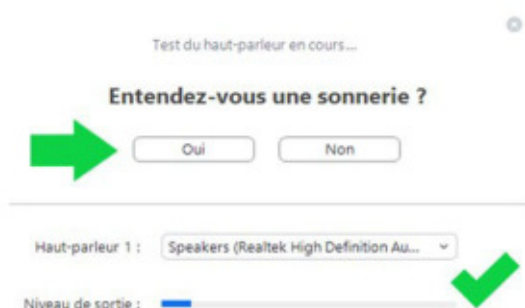 Test du haut-parleur en cours...
Entendez-vous une sonnerie ?
Oui
Non
Haut-parleur 1 :
Speakers (Realtek High Definition Au...
Niveau de sortie :